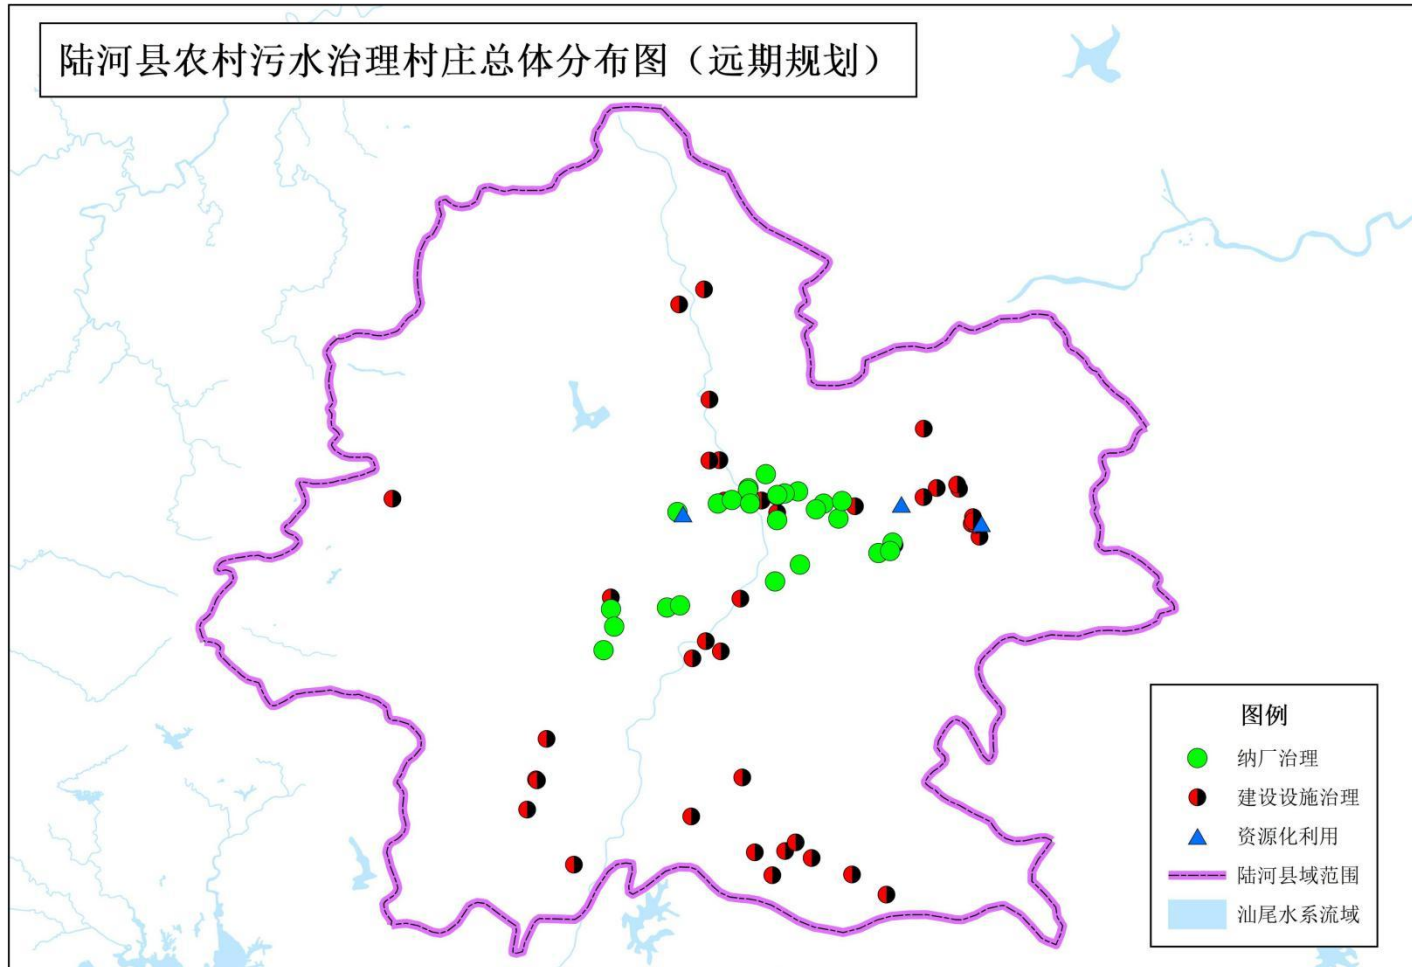 陆河县农村污水治理村庄总体分布图（远期规划）
图例
纳厂治理
建设设施治理
资源化利用
陆河县域范围
汕尾水系流域